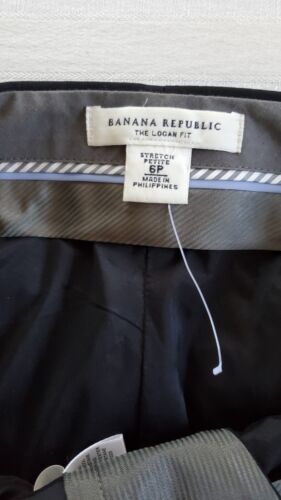 BANANA REPUBLIC
THE LOGAN FIT
STRETCH
PETITE
6P
MADE IN
PHILIPPINES